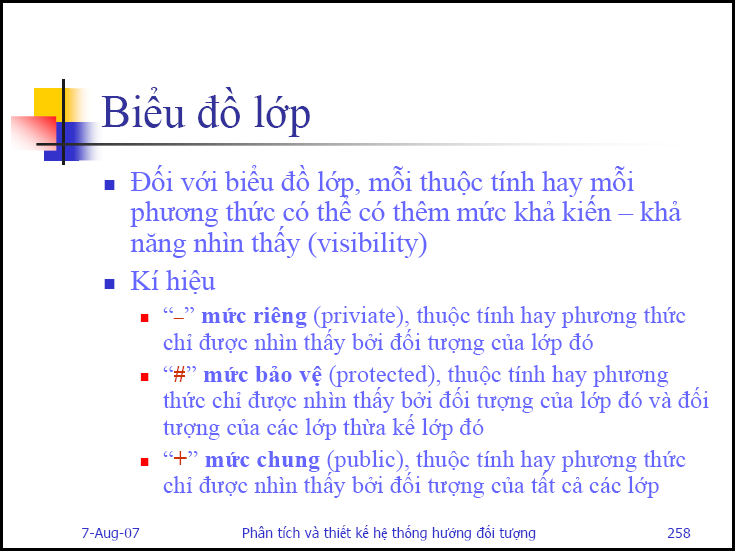 Biểu đồ lớp
Đối với biểu đồ lớp, mỗi thuộc tính hay mỗi
phương thức có thể có thêm mức khả kiến – khả
năng nhìn thấy (visibility)
Kí hiệu
“–” mức riêng (priviate), thuộc tính hay phương thức
chỉ được nhìn thấy bởi đối tượng của lớp đó
“#” mức bảo vệ (protected), thuộc tính hay phương
thức chỉ được nhìn thấy bởi đối tượng của lớp đó và đối
tượng của các lớp thừa kế lớp đó
“+” mức chung (public), thuộc tính hay phương thức
chỉ được nhìn thấy bởi đối tượng của tất cả các lớp
7-Aug-07 Phân tích và thiết kế hệ thống hướng đối tượng 258